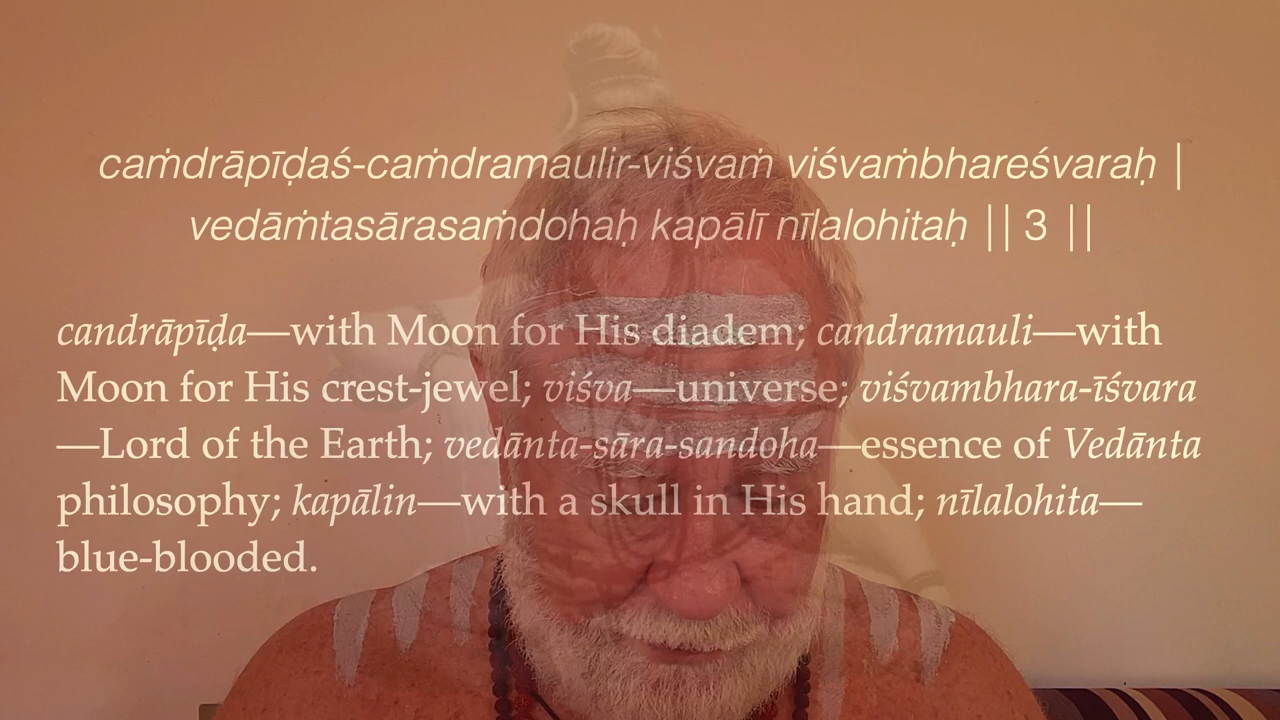 caṁdrāpīḍaś-caṁdramaulir-viśvaṁ viśvaṁbhareśvaraḥ |
vedāṁtasārasaṁdohaḥ kapālī nīlalohitaḥ || 3 ||
candrāpīḍa—with Moon for His diadem; candramauli—with
Moon for His crest-jewel; viśva—universe; viśvambhara-īśvara
—Lord of the Earth; vedānta-sāra-sandoha—essence of Vedānta
philosophy; kapālin—with a skull in His hand; nīlalohita—
blue-blooded.